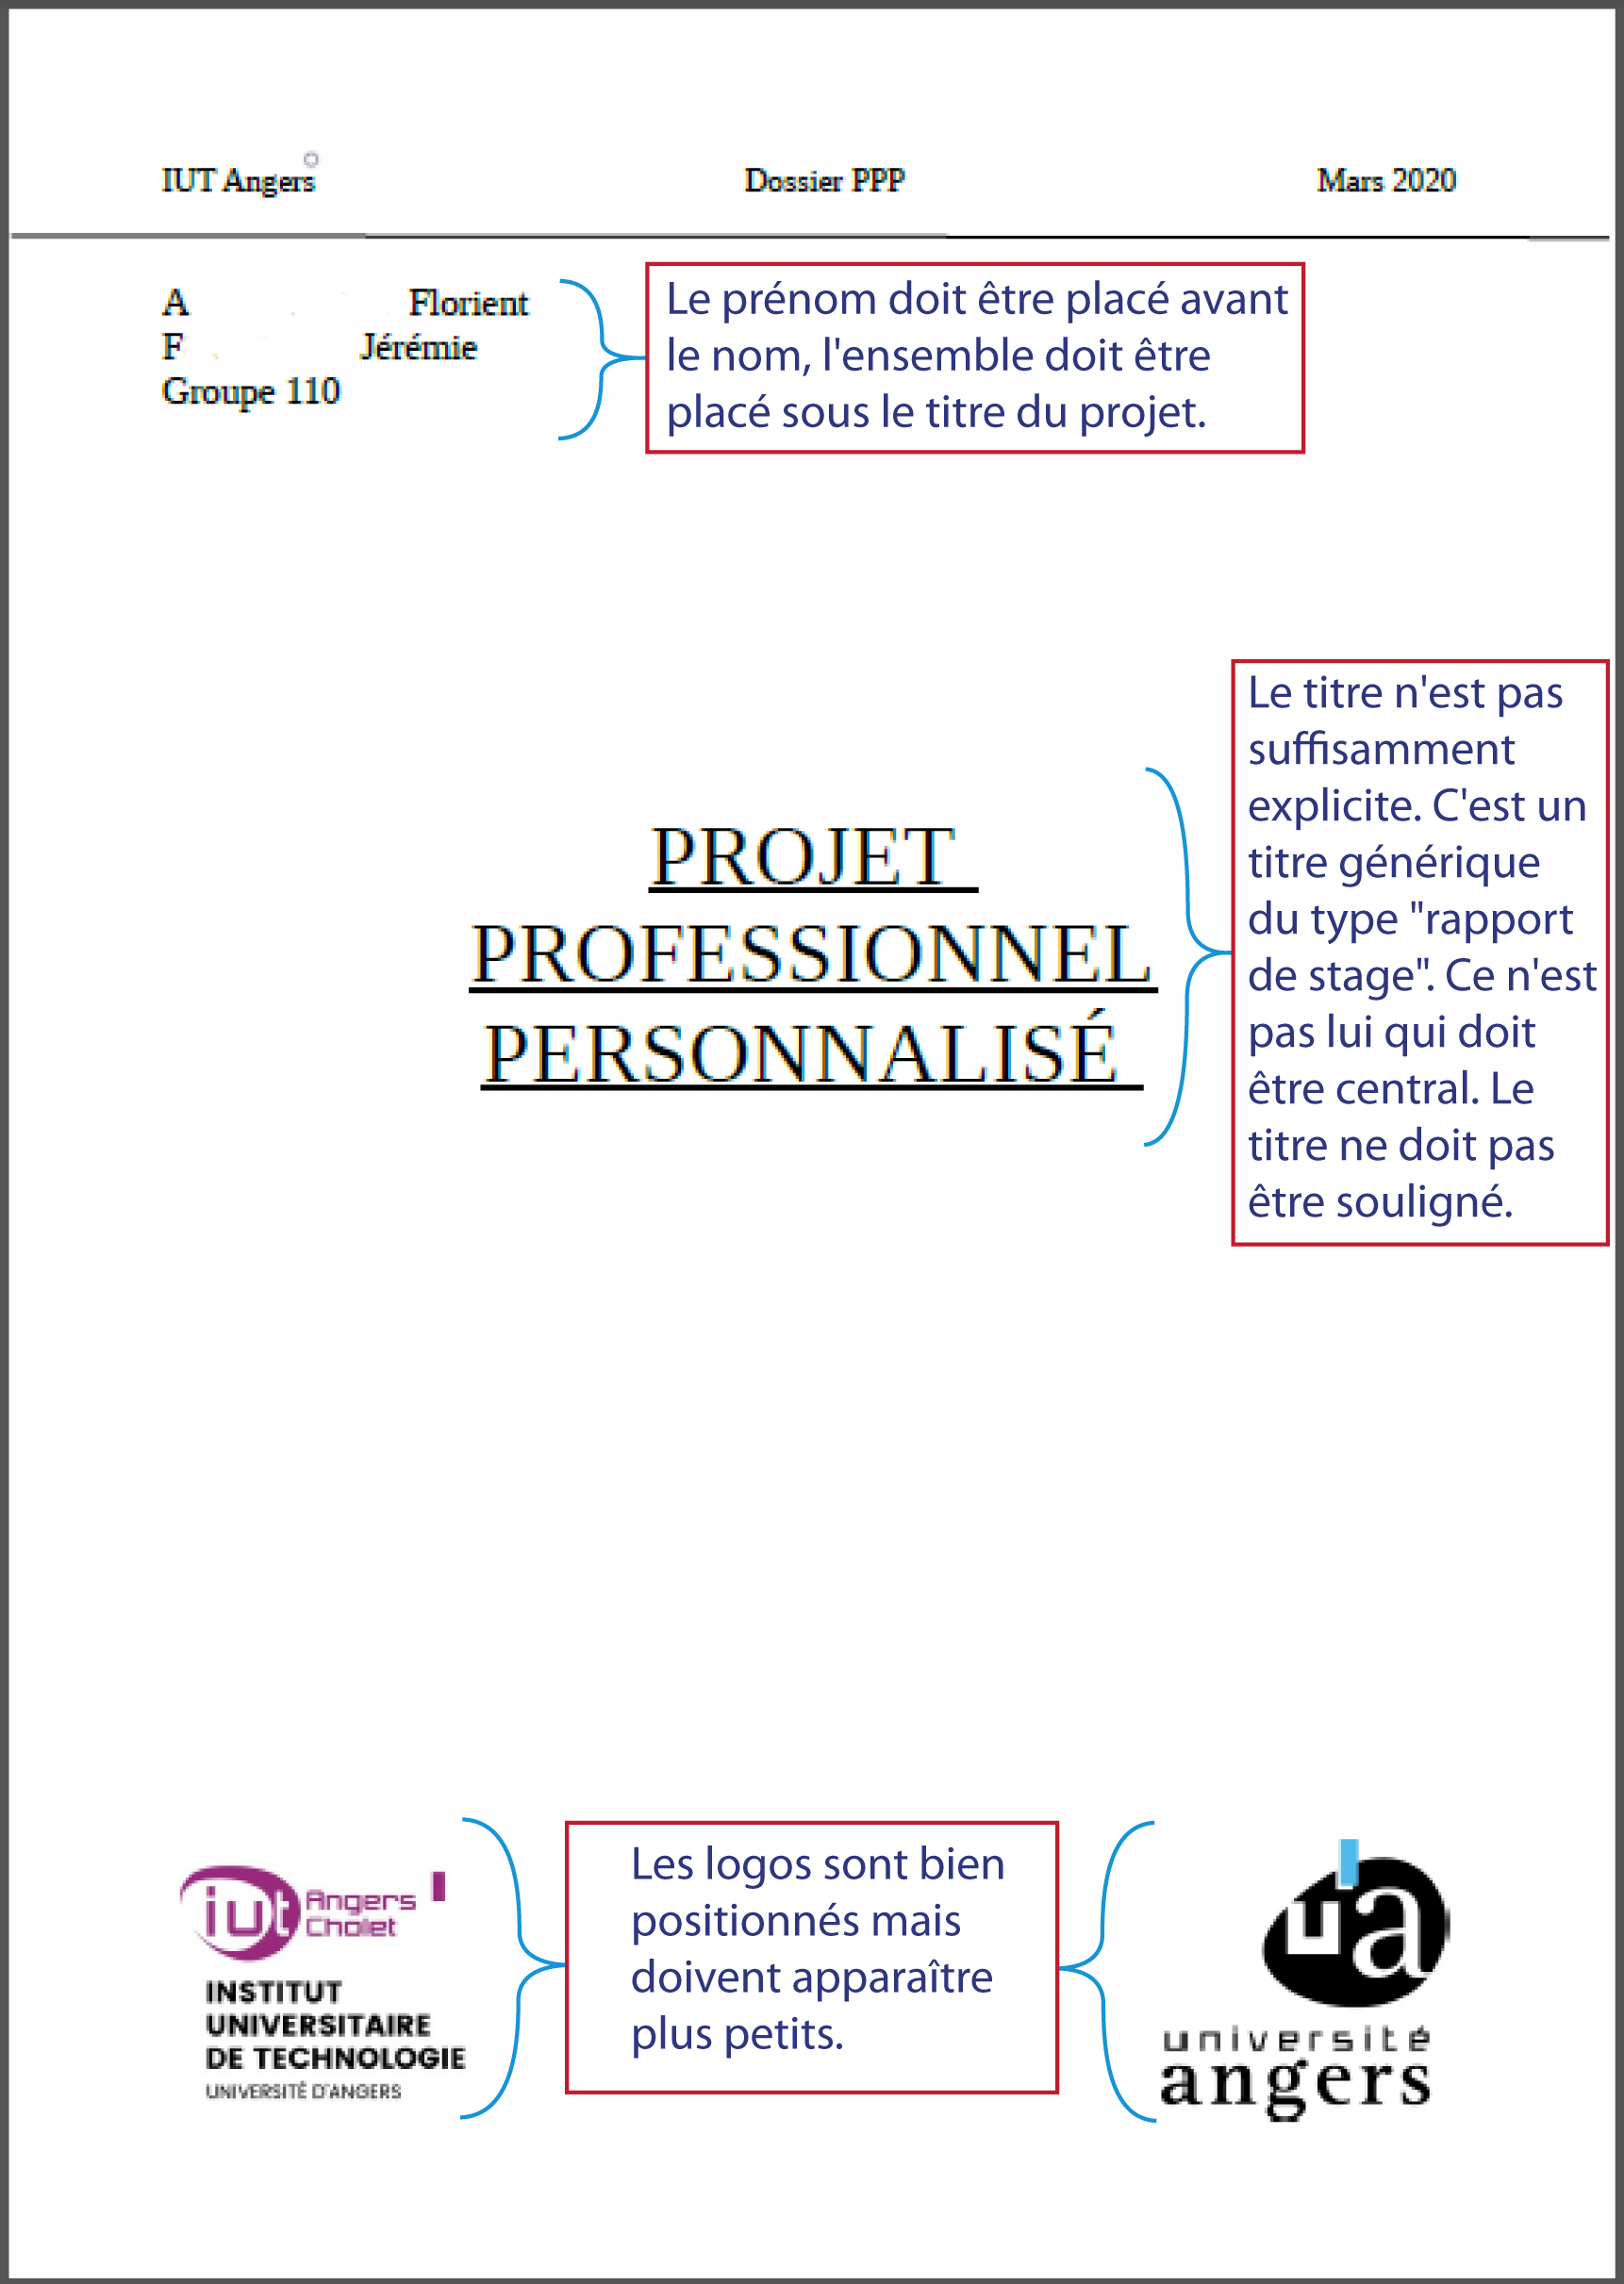 IUT Angers Dossier PPP Mars 2020
A Florient
F Jérémie
Groupe 110
Le prénom doit être placé avant
le nom, l'ensemble doit être
placé sous le titre du projet.
PROJET
PROFESSIONNEL
PERSONNALISÉ
Le titre n'est pas
suffisamment
explicite. C'est un
titre générique
du type "rapport
de stage". Ce n'est
pas lui qui doit
être central. Le
titre ne doit pas
être souligné.
iut Angers
Cholet
INSTITUT
UNIVERSITAIRE
DE TECHNOLOGIE
UNIVERSITÉ D'ANGERS
Les logos sont bien
positionnés mais
doivent apparaître
plus petits.
ua
université
angers